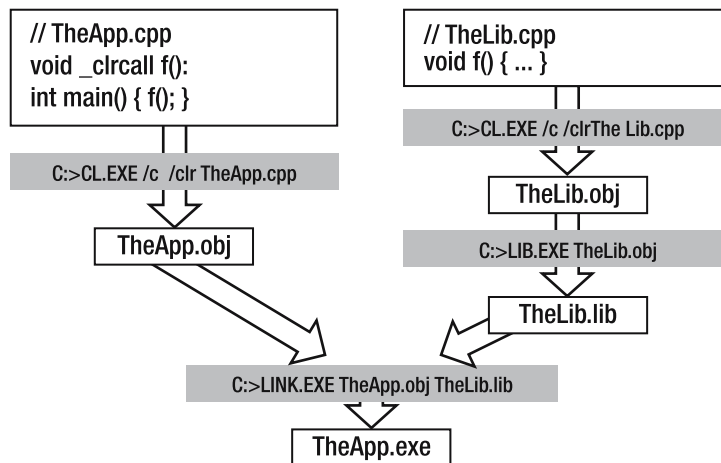 // TheApp.cpp
void _clrcall f():
int main() { f(); }
C:>CL.EXE /c /clr TheApp.cpp
TheApp.obj
// TheLib.cpp
void f() { ... }
C:>CL.EXE /c /clrThe Lib.cpp
TheLib.obj
C:>LIB.EXE TheLib.obj
TheLib.lib
C:>LINK.EXE TheApp.obj TheLib.lib
TheApp.exe